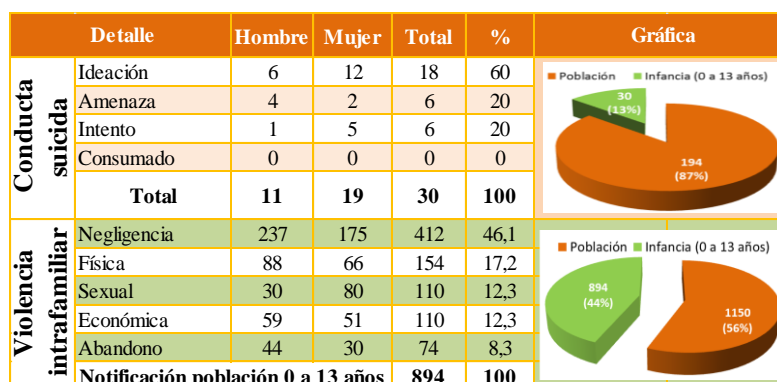 Detalle Hombre Mujer Total % Gráfica
Conducta suicida
Ideación 6 12 18 60
Amenaza 4 2 6 20
Intento 1 5 6 20
Consumado 0 0 0 0
Total 11 19 30 100
Población Infancia (0 a 13 años)
30
(13%)
194
(87%)
Violencia intrafamiliar
Negligencia 237 175 412 46,1
Física 88 66 154 17,2
Sexual 30 80 110 12,3
Económica 59 51 110 12,3
Abandono 44 30 74 8,3
Notificación población 0 a 13 años 894 100
Población Infancia (0 a 13 años)
894
(44%)
1150
(56%)